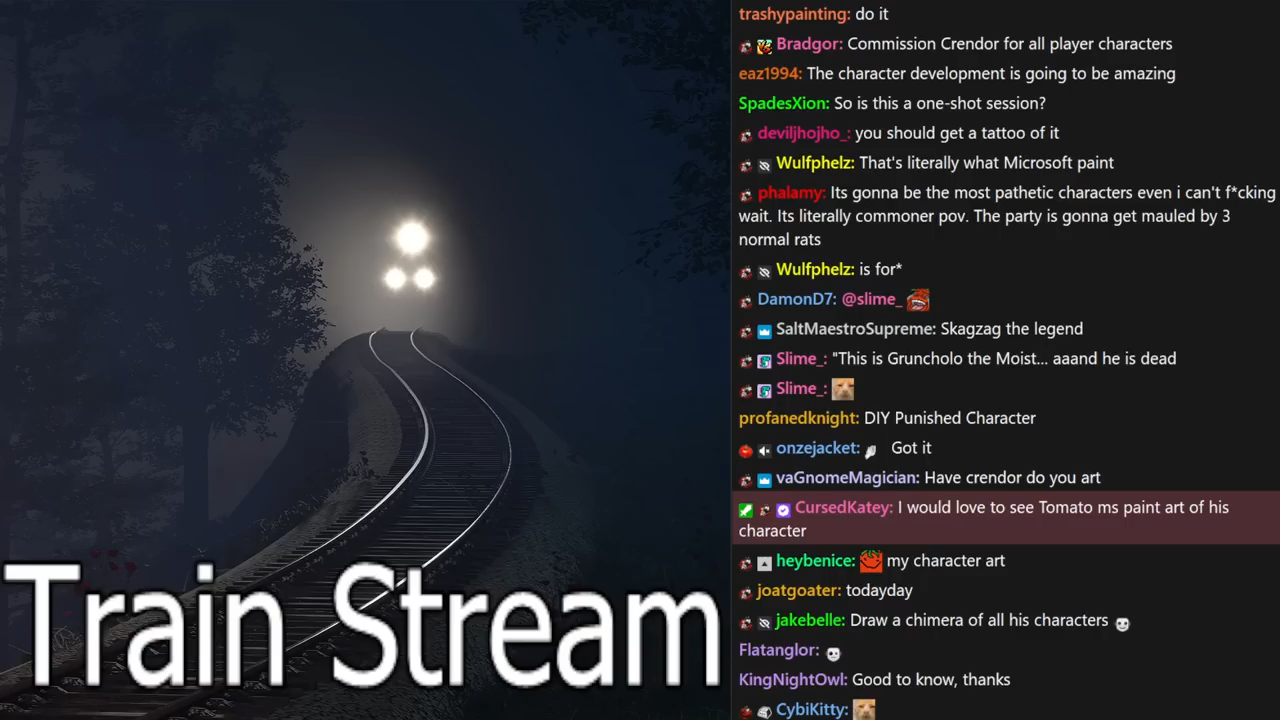 trashypainting: do it
Bradgor: Commission Crendor for all player characters
eaz1994: The character development is going to be amazing
SpadesXion: So is this a one-shot session?
deviljhojho_: you should get a tattoo of it
Wulfphelz: That's literally what Microsoft paint
phalamy: Its gonna be the most pathetic characters even i can't f*cking
wait. Its literally commoner pov. The party is gonna get mauled by 3
normal rats
Wulfphelz: is for*
DamonD7: @slime_
SaltMaestroSupreme: Skagzag the legend
Slime_: "This is Gruncholo the Moist... aaand he is dead
Slime_:
profanedknight: DIY Punished Character
onzejacket: Got it
vaGnomeMagician: Have crendor do you art
CursedKatey: I would love to see Tomato ms paint art of his
character
heybenice: my character art
joatgoater: todayday
jakebelle: Draw a chimera of all his characters
Flatanglor:
KingNightOwl: Good to know, thanks
CybiKitty:
Train Stream